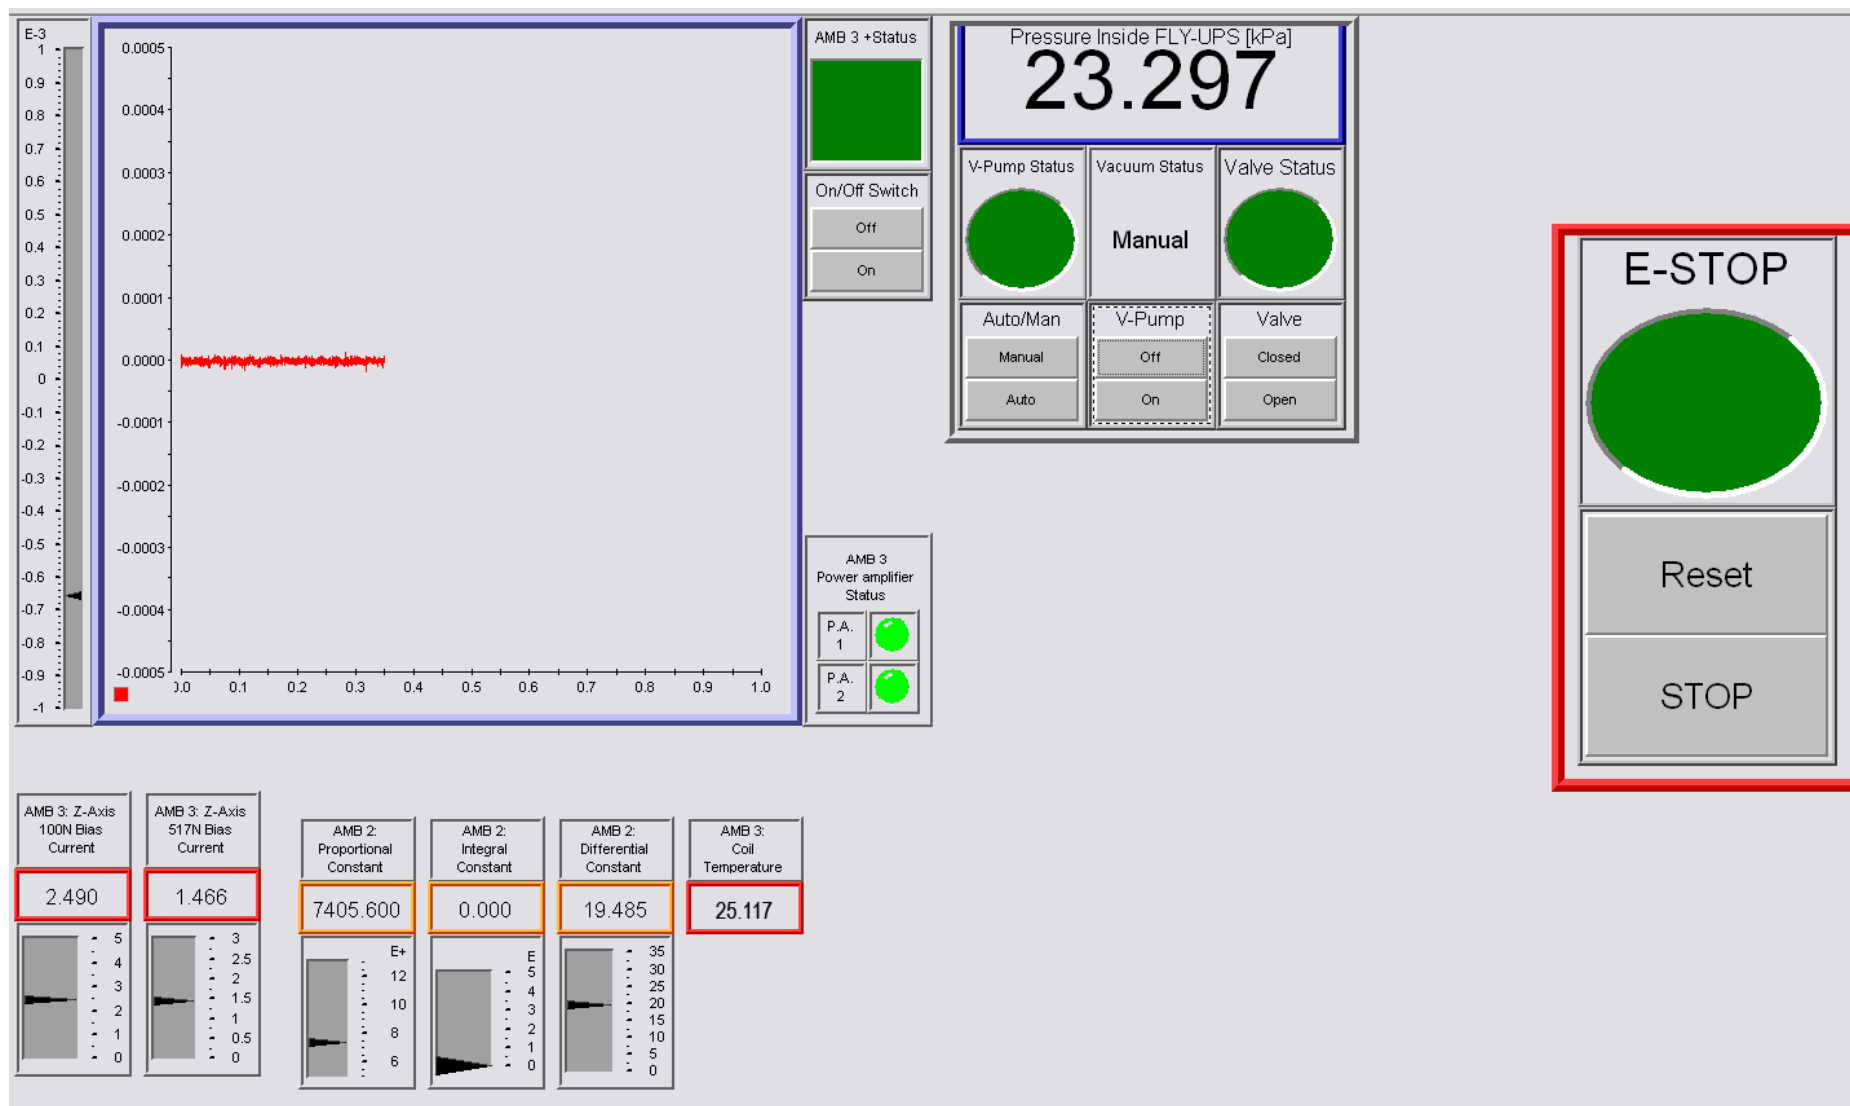 E-3
1
0.9
0.8
0.7
0.6
0.5
0.4
0.3
0.2
0.1
0
-0.1
-0.2
-0.3
-0.4
-0.5
-0.6
-0.7
-0.8
-0.9
-1
0.0005
0.0004
0.0003
0.0002
0.0001
0.0000
-0.0001
-0.0002
-0.0003
-0.0004
-0.0005
0.0 0.1 0.2 0.3 0.4 0.5 0.6 0.7 0.8 0.9 1.0
AMB 3 +Status
On/Off Switch
Off
On
AMB 3
Power amplifier
Status
P.A.
1
P.A.
2
Pressure Inside FLY-UPS [kPa]
23.297
V-Pump Status
Vacuum Status
Manual
Valve Status
Auto/Man
Manual
Auto
V-Pump
Off
On
Valve
Closed
Open
E-STOP
Reset
STOP
AMB 3: Z-Axis
100N Bias
Current
2.490
5
4
3
2
1
0
AMB 3: Z-Axis
517N Bias
Current
1.466
3
2.5
2
1.5
1
0.5
0
AMB 2:
Proportional
Constant
7405.600
E+
12
10
8
6
AMB 2:
Integral
Constant
0.000
E
5
4
3
2
1
0
AMB 2:
Differential
Constant
19.485
35
30
25
20
15
10
5
0
AMB 3:
Coil
Temperature
25.117